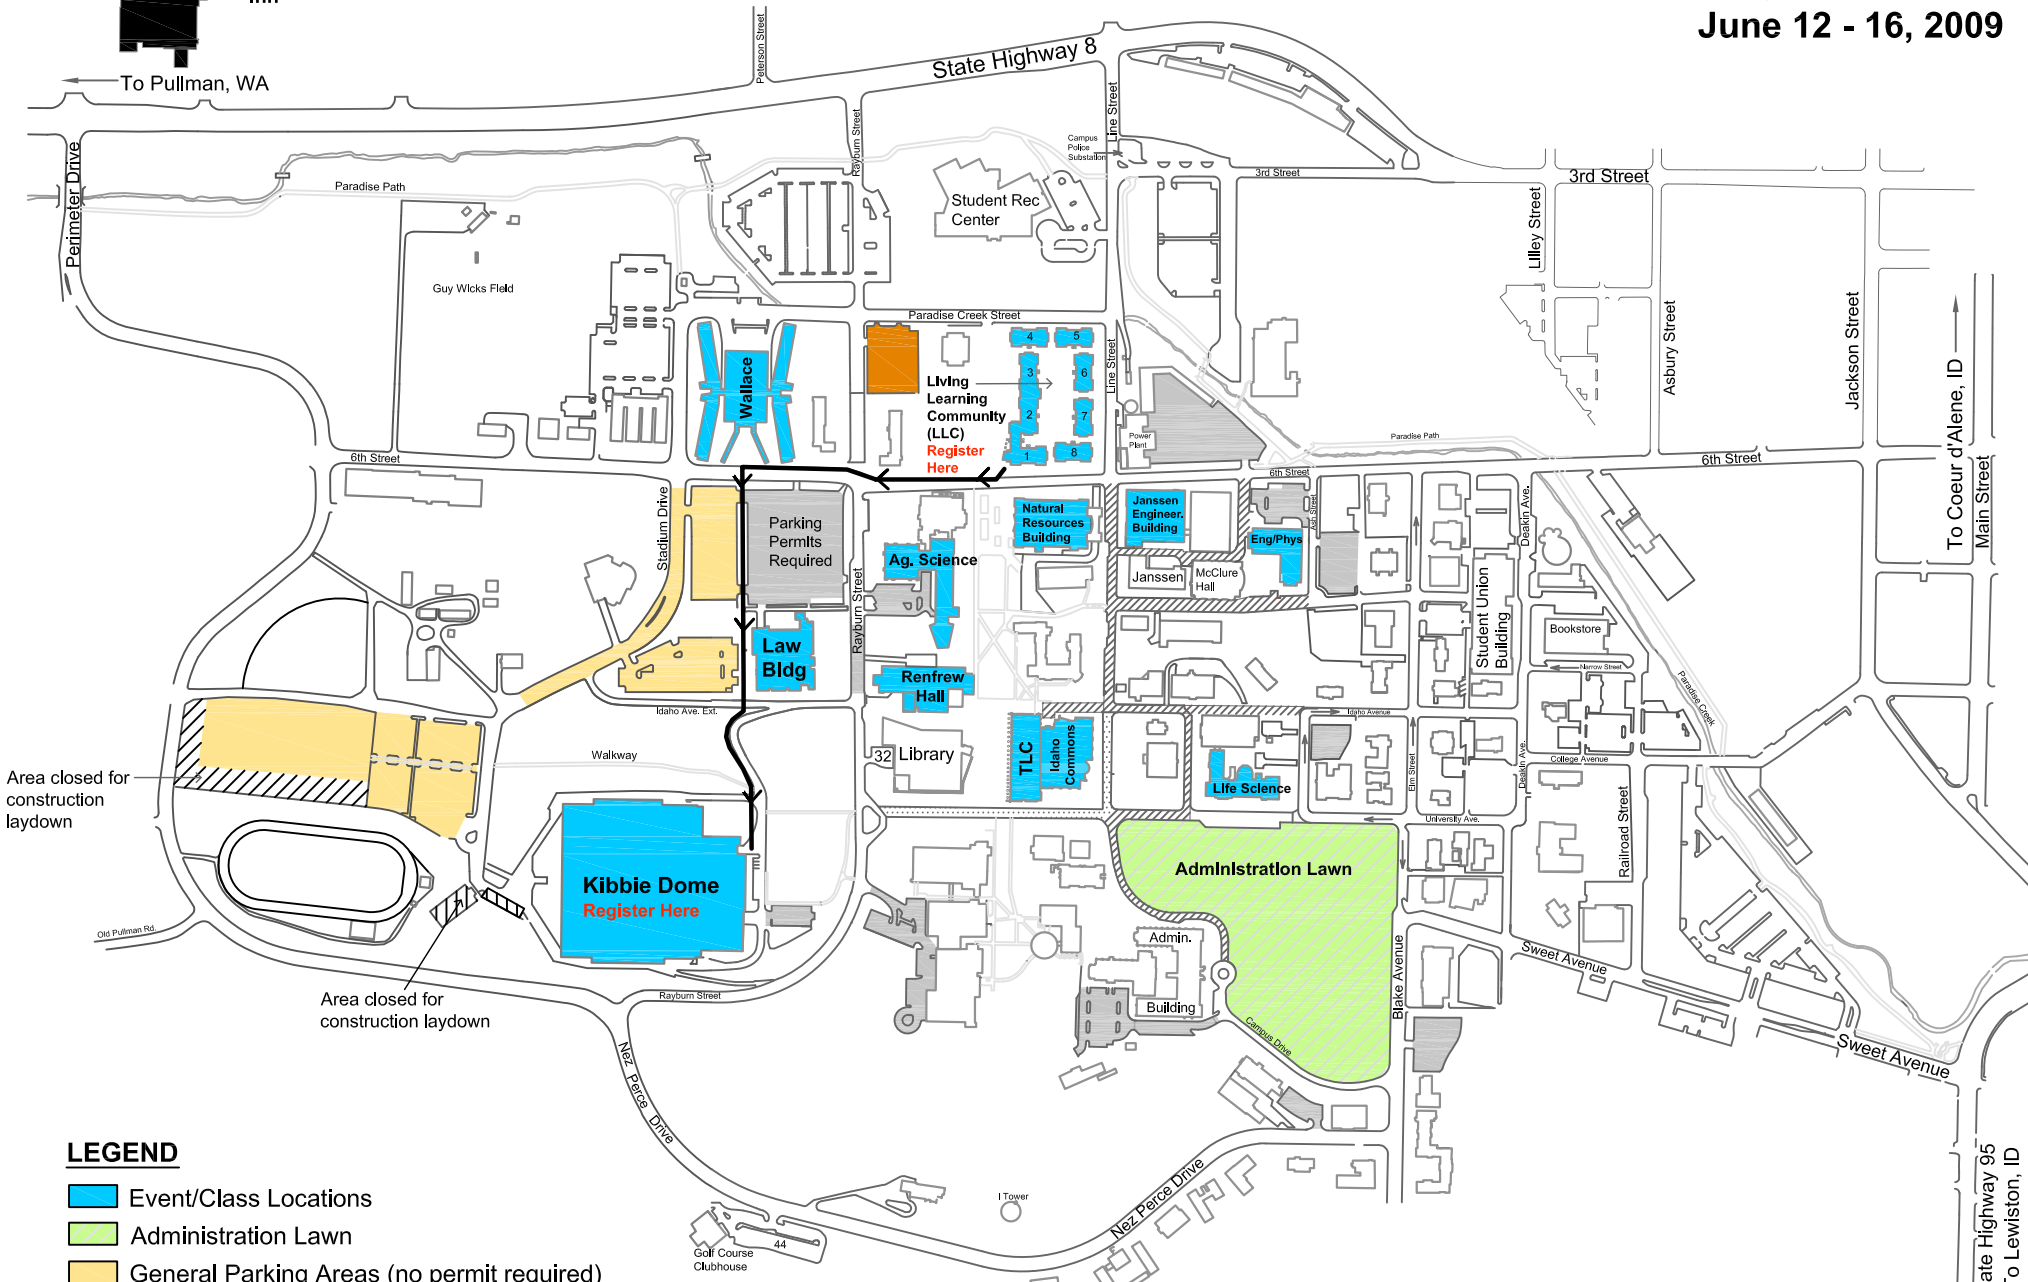 Inn
June 12 - 16, 2009
To Pullman, WA
Peterson Street
State Highway 8
Line Street
Rayburn Street
Perimeter Drive
Paradise Path
Campus
Police
Substation
3rd Street
3rd Street
Student Rec
Center
Guy Wicks Field
Lilley Street
Asbury Street
Jackson Street
To Coeur d'Alene, ID
Main Street
Paradise Creek Street
Line Street
Wallace
Living
Learning
Community
(LLC)
Register
Here
4
5
3
6
2
7
1
8
Power
Plant
Paradise Path
6th Street
6th Street
6th Street
Stadium Drive
Parking
Permits
Required
Rayburn Street
Ag. Science
Natural
Resources
Building
Janssen
Engineer.
Building
Eng/Phys
Ash Street
Janssen
McClure
Hall
Deakin Ave.
Student Union
Building
Bookstore
Narrow Street
Paradise Creek
Law
Bldg
Renfrew
Hall
Idaho Ave. Ext.
Idaho Avenue
Walkway
32
Library
TLC
Idaho
Commons
Life Science
Elm Street
Deakin Ave.
College Avenue
Railroad Street
University Ave.
Area closed for
construction
laydown
Kibbie Dome
Register Here
Administration Lawn
Old Pullman Rd.
Area closed for
construction laydown
Rayburn Street
Admin.
Building
Campus Drive
Blake Avenue
Sweet Avenue
Sweet Avenue
Nez Perce Drive
Nez Perce Drive
I Tower
Golf Course
Clubhouse
44
ate Highway 95
To Lewiston, ID
LEGEND
Event/Class Locations
Administration Lawn
General Parking Areas (no permit required)